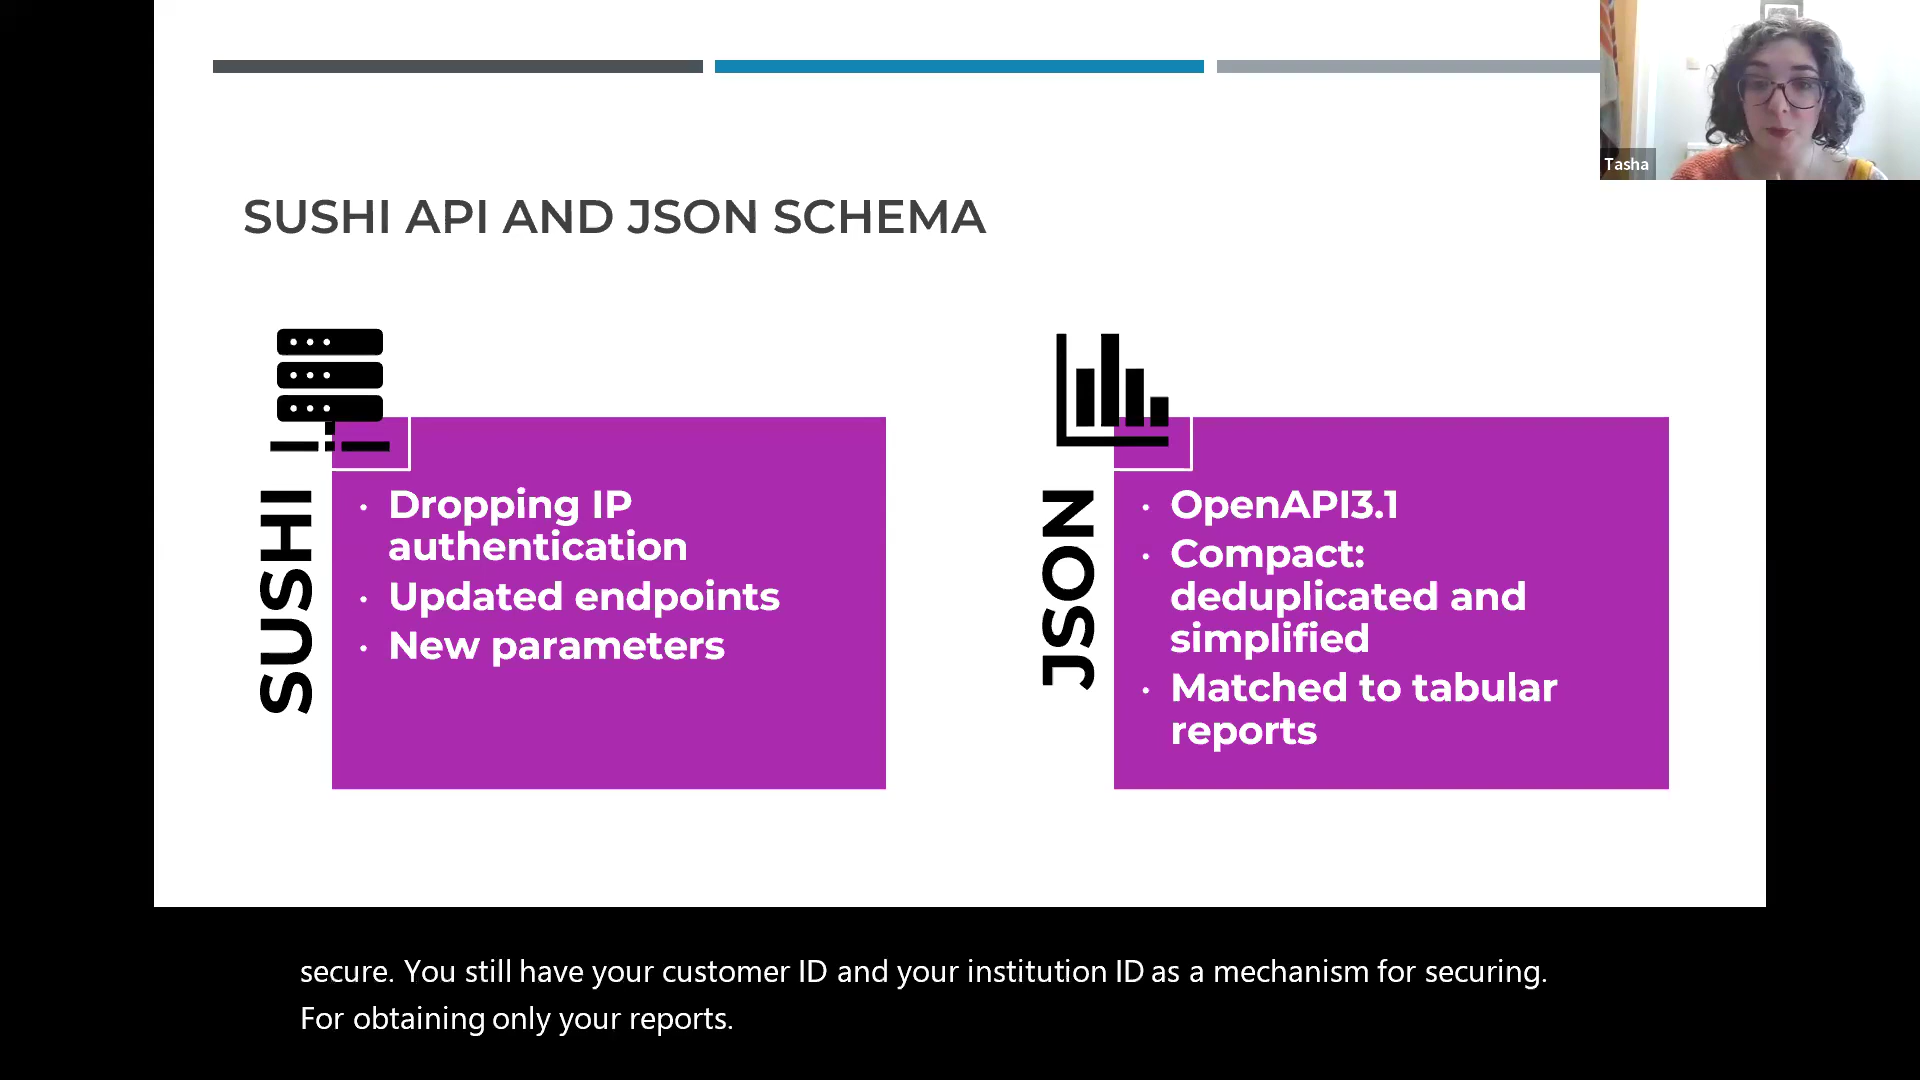 Tasha
SUSHI API AND JSON SCHEMA
SUSHI
• Dropping IP
authentication
• Updated endpoints
• New parameters
JSON
• OpenAPI3.1
• Compact:
deduplicated and
simplified
• Matched to tabular
reports
secure. You still have your customer ID and your institution ID as a mechanism for securing.
For obtaining only your reports.